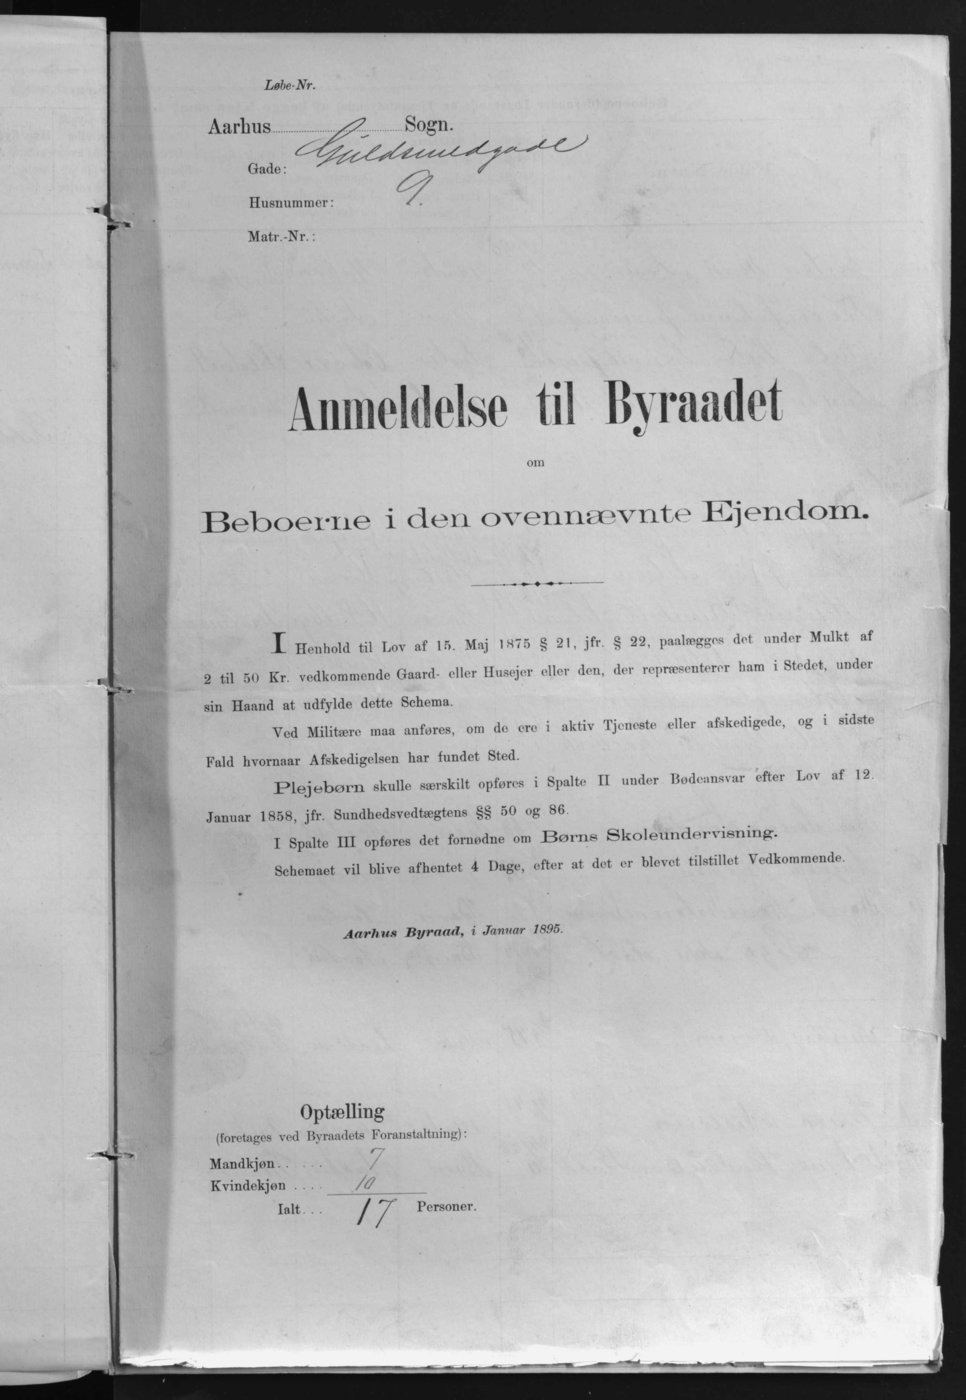 Løbe-Nr.
Aarhus Sogn.
Gade: Guldsmedgade
Husnummer: 9.
Matr.-Nr.:
Anmeldelse til Byraadet
om
Beboerne i den ovennævnte Ejendom.
I Henhold til Lov af 15. Maj 1875 § 21, jfr. § 22, paalægges det under Mulkt af
2 til 50 Kr. vedkommende Gaard- eller Husejer eller den, der repræsenterer ham i Stedet, under
sin Haand at udfylde dette Schema.
Ved Militære maa anføres, om de ere i aktiv Tjeneste eller afskedigede, og i sidste
Fald hvornaar Afskedigelsen har fundet Sted.
Plejebørn skulle særskilt opføres i Spalte II under Bødeansvar efter Lov af 12.
Januar 1858, jfr. Sundhedsvedtægtens §§ 50 og 86.
I Spalte III opføres det fornødne om Børns Skoleundervisning.
Schemaet vil blive afhentet 4 Dage, efter at det er blevet tilstillet Vedkommende.
Aarhus Byraad, i Januar 1895.
Optælling
(foretages ved Byraadets Foranstaltning):
Mandkjøn..... 7
Kvindekjøn.... 10
Ialt... 17 Personer.